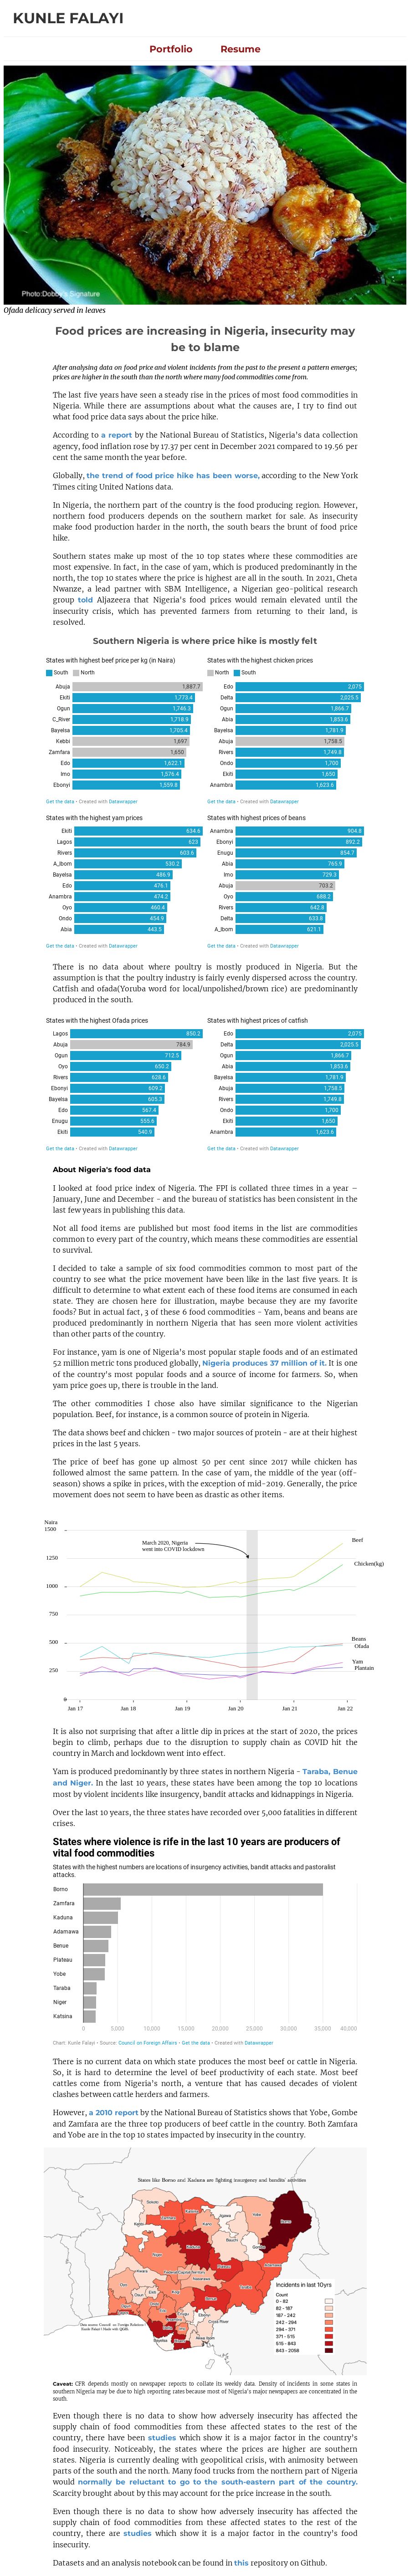 KUNLE FALAYI
Portfolio Resume
Photo:Dobby's Signature
Ofada delicacy served in leaves
Food prices are increasing in Nigeria, insecurity may
be to blame
After analysing data on food price and violent incidents from the past to the present a pattern emerges;
prices are higher in the south than the north where many food commodities come from.
The last five years have seen a steady rise in the prices of most food commodities in
Nigeria. While there are assumptions about what the causes are, I try to find out
what food price data says about the price hike.
According to a report by the National Bureau of Statistics, Nigeria's data collection
agency, food inflation rose by 17.37 per cent in December 2021 compared to 19.56 per
cent the same month the year before.
Globally, the trend of food price hike has been worse, according to the New York
Times citing United Nations data.
In Nigeria, the northern part of the country is the food producing region. However,
northern food producers depends on the southern market for sale. As insecurity
make food production harder in the north, the south bears the brunt of food price
hike.
Southern states make up most of the 10 top states where these commodities are
most expensive. In fact, in the case of yam, which is produced predominantly in the
north, the top 10 states where the price is highest are all in the south. In 2021, Cheta
Nwanze, a lead partner with SBM Intelligence, a Nigerian geo-political research
group told Aljazeera that Nigeria's food prices would remain elevated until the
insecurity crisis, which has prevented farmers from returning to their land, is
resolved.
Southern Nigeria is where price hike is mostly felt
States with highest beef price per kg (in Naira)
South North
Abuja 1,887.7
Ekiti 1,773.4
Ogun 1,746.3
C_River 1,718.9
Bayelsa 1,705.4
Kebbi 1,697
Zamfara 1,650
Edo 1,622.1
Imo 1,576.4
Ebonyi 1,559.8
Get the data • Created with Datawrapper
States with the highest chicken prices
North South
Edo 2,075
Delta 2,025.5
Ogun 1,866.7
Abia 1,853.6
Bayelsa 1,781.9
Abuja 1,758.5
Rivers 1,749.8
Ondo 1,700
Ekiti 1,650
Anambra 1,623.6
Get the data • Created with Datawrapper
States with the highest yam prices
Ekiti 634.6
Lagos 623
Rivers 603.6
A_Ibom 530.2
Bayelsa 486.9
Edo 476.1
Anambra 474.2
Oyo 460.4
Ondo 454.9
Abia 443.5
Get the data • Created with Datawrapper
States with highest prices of beans
Anambra 904.8
Ebonyi 892.2
Enugu 854.7
Abia 765.9
Imo 729.3
Abuja 703.2
Oyo 688.2
Rivers 642.8
Delta 633.8
A_Ibom 621.1
Get the data • Created with Datawrapper
There is no data about where poultry is mostly produced in Nigeria. But the
assumption is that the poultry industry is fairly evenly dispersed across the country.
Catfish and ofada(Yoruba word for local/unpolished/brown rice) are predominantly
produced in the south.
States with the highest Ofada prices
Lagos 850.2
Abuja 784.9
Ogun 712.5
Oyo 650.2
Rivers 628.6
Ebonyi 609.2
Bayelsa 605.3
Edo 567.4
Enugu 555.6
Ekiti 540.9
Get the data • Created with Datawrapper
States with highest prices of catfish
Edo 2,075
Delta 2,025.5
Ogun 1,866.7
Abia 1,853.6
Bayelsa 1,781.9
Abuja 1,758.5
Rivers 1,749.8
Ondo 1,700
Ekiti 1,650
Anambra 1,623.6
Get the data • Created with Datawrapper
About Nigeria's food data
I looked at food price index of Nigeria. The FPI is collated three times in a year –
January, June and December - and the bureau of statistics has been consistent in the
last few years in publishing this data.
Not all food items are published but most food items in the list are commodities
common to every part of the country, which means these commodities are essential
to survival.
I decided to take a sample of six food commodities common to most part of the
country to see what the price movement have been like in the last five years. It is
difficult to determine to what extent each of these food items are consumed in each
state. They are chosen here for illustration, maybe because they are my favorite
foods? But in actual fact, 3 of these 6 food commodities - Yam, beans and beans are
produced predominantly in northern Nigeria that has seen more violent activities
than other parts of country.
For instance, yam is one of Nigeria's most popular staple foods and of an estimated
52 million metric tons produced globally, Nigeria produces 37 million of it. It is one
of the country's most popular foods and a source of income for farmers. So, when
yam price goes up, there is trouble in the land.
The other commodities I chose also have similar significance to the Nigerian
population. Beef, for instance, is a common source of protein in Nigeria.
The data shows beef and chicken - two major sources of protein - are at their highest
prices in the last 5 years.
The price of beef has gone up almost 50 per cent since 2017 while chicken has
followed almost the same pattern. In the case of yam, the middle of the year (off-
season) shows a spike in prices, with the exception of mid-2019. Generally, the price
movement does not seem to have been as drastic as other items.
Naira
1500
1250
1000
750
500
250
0
March 2020, Nigeria
went into COVID lockdown
Beef
Chicken(kg)
Beans
Ofada
Yam
Plantain
Jan 17 Jan 18 Jan 19 Jan 20 Jan 21 Jan 22
It is also not surprising that after a little dip in prices at the start of 2020, the prices
begin to climb, perhaps due to the disruption to supply chain as COVID hit the
country in March and lockdown went into effect.
Yam is produced predominantly by three states in northern Nigeria - Taraba, Benue
and Niger. In the last 10 years, these states have been among the top 10 locations
most by violent incidents like insurgency, bandit attacks and kidnappings in Nigeria.
Over the last 10 years, the three states have recorded over 5,000 fatalities in different
crises.
States where violence is rife in the last 10 years are producers of
vital food commodities
States with the highest numbers are locations of insurgency activities, bandit attacks and pastoralist
attacks.
Borno
Zamfara
Kaduna
Adamawa
Benue
Plateau
Yobe
Taraba
Niger
Katsina
0 5,000 10,000 15,000 20,000 25,000 30,000 35,000 40,000
Chart: Kunle Falayi • Source: Council on Foreign Affairs • Get the data • Created with Datawrapper
There is no current data on which state produces the most beef or cattle in Nigeria.
So, it is hard to determine the level of beef productivity of each state. Most beef
cattles come from Nigeria's north, a venture that has caused decades of violent
clashes between cattle herders and farmers.
However, a 2010 report by the National Bureau of Statistics shows that Yobe, Gombe
and Zamfara are the three top producers of beef cattle in the country. Both Zamfara
and Yobe are in the top 10 states impacted by insecurity in the country.
States like Borno and Kaduna are fighting insurgency and bandits' activities
Sokoto
Zamfara
Katsina
Jigawa
Yobe
Borno
Kebbi
Kano
Bauchi
Gombe
Kaduna
Niger
Plateau
Adamawa
Kwara
Federal Capital Territory
Nasarawa
Taraba
Oyo
Benue
Kogi
Ekiti
Osun
Ogun
Ondo
Edo
Enugu
Ebonyi
Cross River
Delta
Bayelsa
Rivers
Incidents in last 10yrs
Count
0 - 82
82 - 187
187 - 242
242 - 294
294 - 371
371 - 515
515 - 843
843 - 2058
Caveat: CFR depends mostly on newspaper reports to collate its weekly data. Density of incidents in some states in
southern Nigeria may be due to high reporting rates because most of Nigeria's major newspapers are concentrated in the
south.
Even though there is no data to show how adversely insecurity has affected the
supply chain of food commodities from these affected states to the rest of the
country, there have been studies which show it is a major factor in the country's
food insecurity. Noticeably, the states where the prices are higher are southern
states. Nigeria is currently dealing with geopolitical crisis, with animosity between
parts of the south and the north. Many food trucks from the northern part of Nigeria
would normally be reluctant to go to the south-eastern part of the country.
Scarcity brought about by this may account for the price increase in the south.
Even though there is no data to show how adversely insecurity has affected the
supply chain of food commodities from these affected states to the rest of the
country, there are studies which show it is a major factor in the country's food
insecurity.
Datasets and an analysis notebook can be found in this repository on Github.